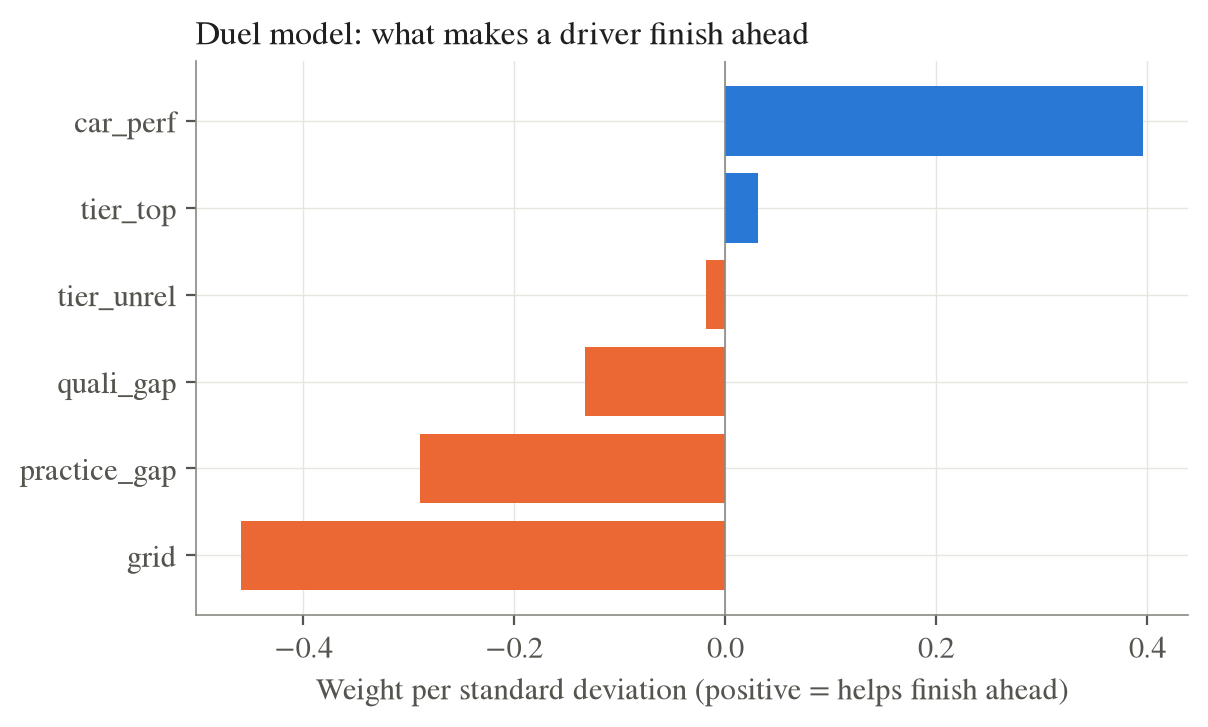 Duel model: what makes a driver finish ahead
car_perf
tier_top
tier_unrel
quali_gap
practice_gap
grid
−0.4 −0.2 0.0 0.2 0.4
Weight per standard deviation (positive = helps finish ahead)